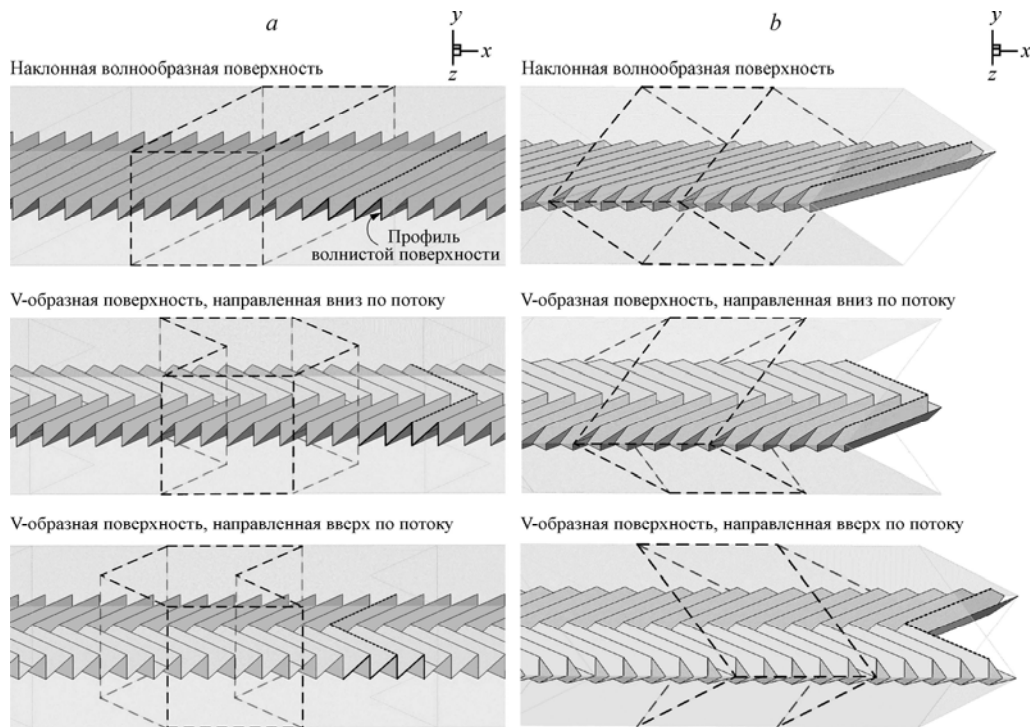 a
b
y
x
z
y
x
z
Наклонная волнообразная поверхность
Наклонная волнообразная поверхность
Профиль
волнистой поверхности
V-образная поверхность, направленная вниз по потоку
V-образная поверхность, направленная вниз по потоку
V-образная поверхность, направленная вверх по потоку
V-образная поверхность, направленная вверх по потоку